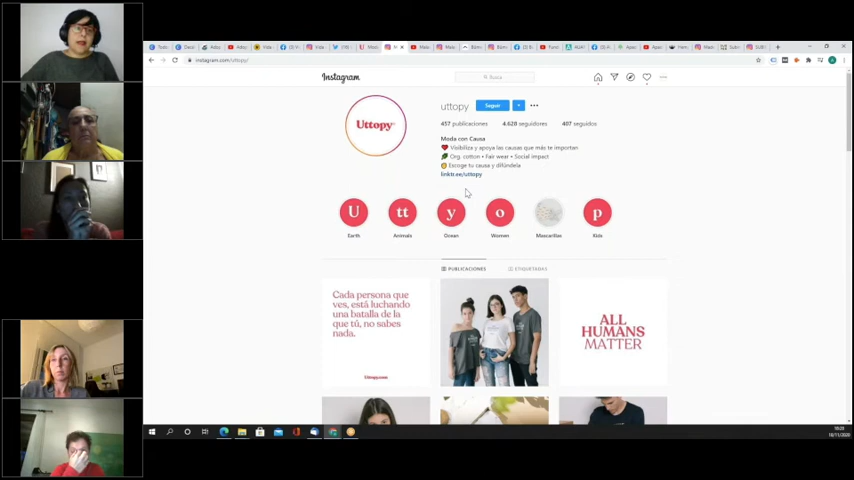 instagram.com/uttopy/
Instagram
Busca
Uttopy
uttopy
Seguir
457 publicaciones
4.628 seguidores
407 seguidos
Moda con Causa
Visibiliza y apoya las causas que más te importan
Org. cotton • Fair wear • Social impact
Escoge tu causa y difúndela
linktr.ee/uttopy
U
tt
y
o
p
Earth
Animals
Ocean
Women
Mascarillas
Kids
PUBLICACIONES
ETIQUETADAS
Cada persona que
ves, está luchando
una batalla de la
que tú, no sabes
nada.
Uttopy.com
ALL
HUMANS
MATTER